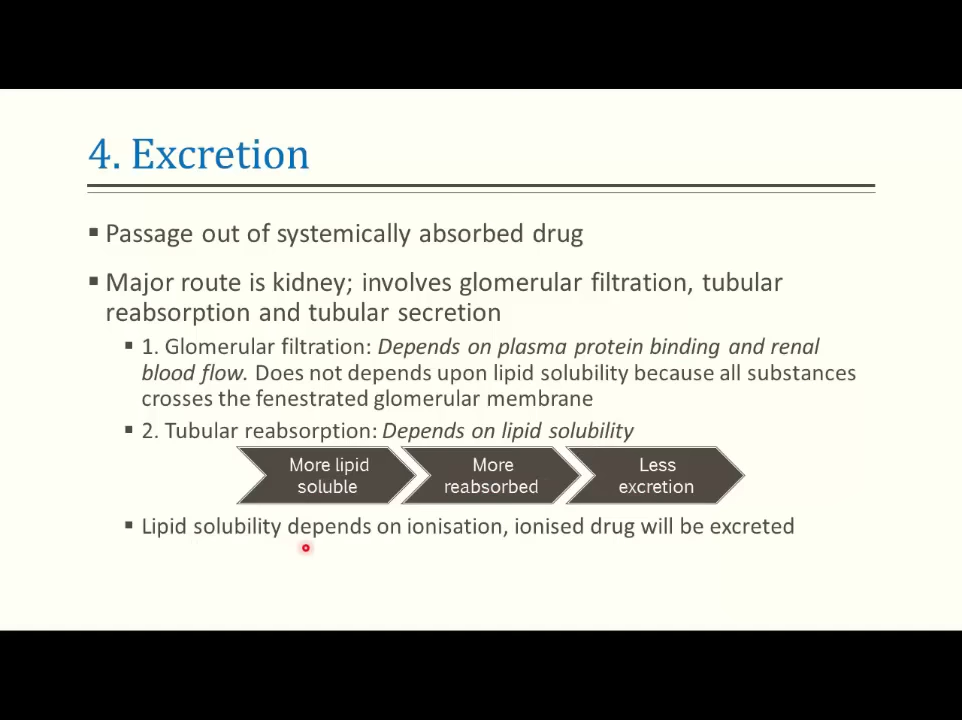 4. Excretion
▪ Passage out of systemically absorbed drug
▪ Major route is kidney; involves glomerular filtration, tubular
reabsorption and tubular secretion
▪ 1. Glomerular filtration: Depends on plasma protein binding and renal
blood flow. Does not depends upon lipid solubility because all substances
crosses the fenestrated glomerular membrane
▪ 2. Tubular reabsorption: Depends on lipid solubility
More lipid
soluble
More
reabsorbed
Less
excretion
▪ Lipid solubility depends on ionisation, ionised drug will be excreted